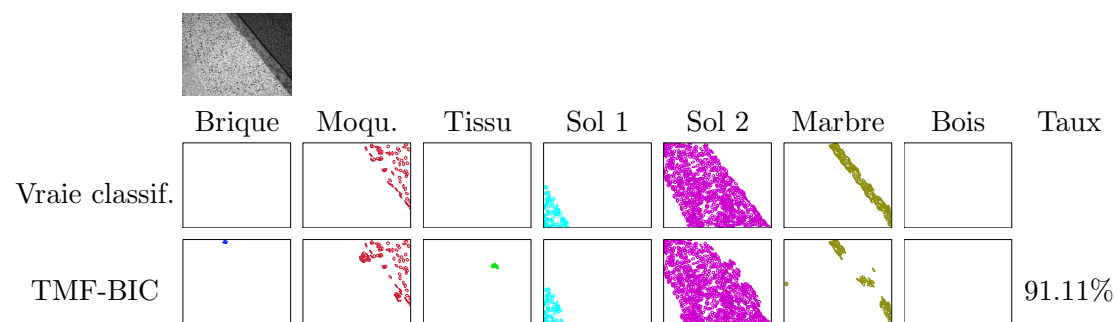 Brique Moqu. Tissu Sol 1 Sol 2 Marbre Bois Taux
Vraie classif.
TMF-BIC 91.11%